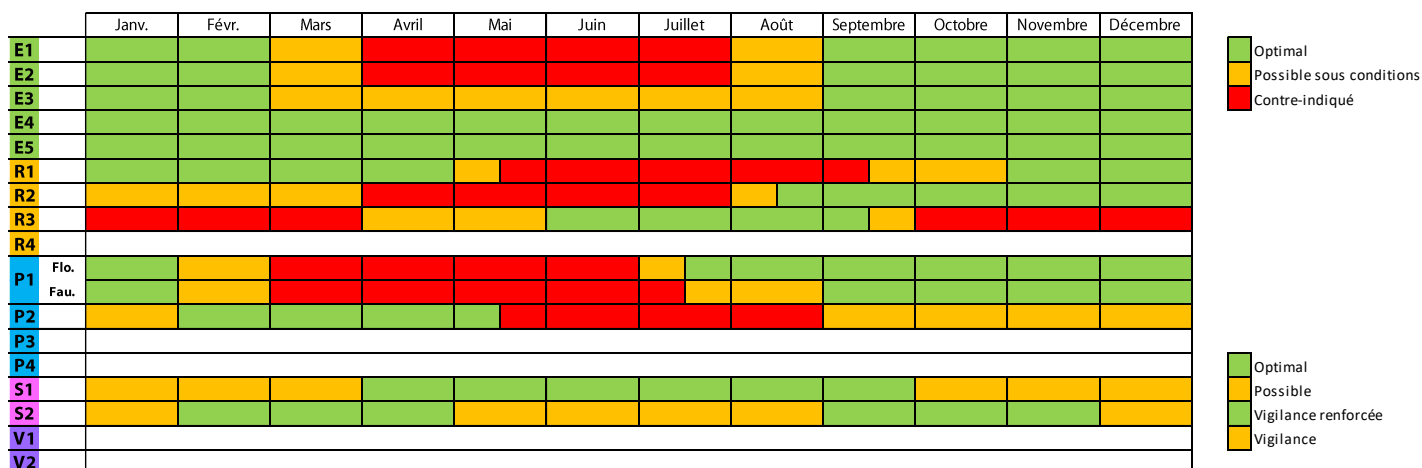 Janv. Févr. Mars Avril Mai Juin Juillet Août Septembre Octobre Novembre Décembre
E1
E2
E3
E4
E5
R1
R2
R3
R4
P1 Flo.
Fau.
P2
P3
P4
S1
S2
V1
V2
Optimal
Possible sous conditions
Contre-indiqué
Optimal
Possible
Vigilance renforcée
Vigilance